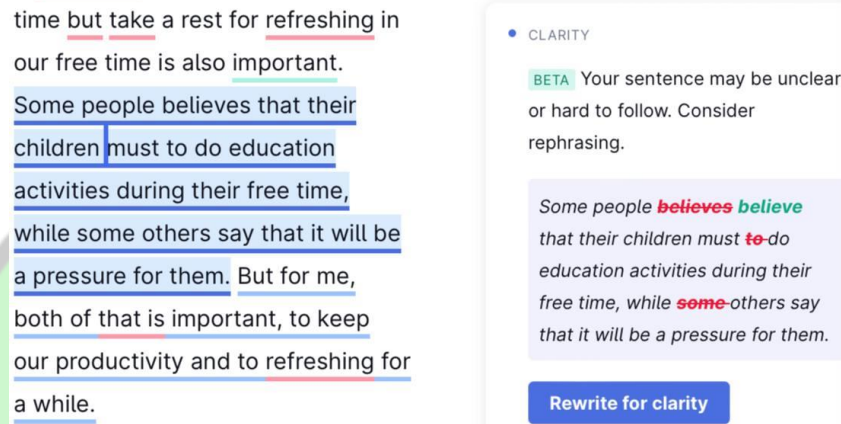 time but take a rest for refreshing in
our free time is also important.
Some people believes that their
children must to do education
activities during their free time,
while some others say that it will be
a pressure for them. But for me,
both of that is important, to keep
our productivity and to refreshing for
a while.
CLARITY
BETA Your sentence may be unclear
or hard to follow. Consider
rephrasing.
Some people believes believe
that their children must to do
education activities during their
free time, while some others say
that it will be a pressure for them.
Rewrite for clarity